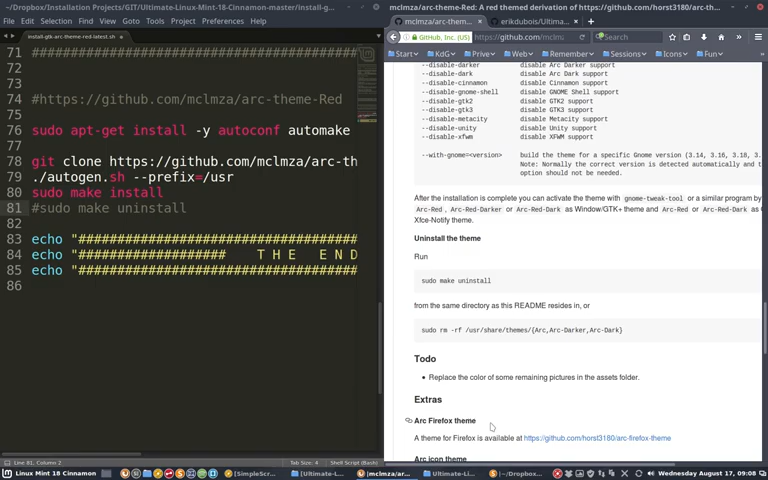 ~/Dropbox/Installation Projects/GIT/Ultimate-Linux-Mint-18-Cinnamon-master/install-g...
File Edit Selection Find View Goto Tools Project Preferences Help
install-gtk-arc-theme-red-latest.sh
71 ####################################
72
73
74 #https://github.com/mclmza/arc-theme-Red
75
76 sudo apt-get install -y autoconf automake
77
78 git clone https://github.com/mclmza/arc-th
79 ./autogen.sh --prefix=/usr
80 sudo make install
81 #sudo make uninstall
82
83 echo "####################################
84 echo "################### T H E E N D
85 echo "####################################
86
Line 81, Column 2
Tab Size: 4
Shell Script (Bash)
mclmza/arc-theme-Red: A red themed derivation of https://github.com/horst3180/arc-th...
mclmza/arc-them...
erikdubois/Ultima...
GitHub, Inc. (US)
https://github.com/mclmz
Search
Start KdG Prive Web Remember Sessions Icons Fun
--disable-darker disable Arc Darker support
--disable-dark disable Arc Dark support
--disable-cinnamon disable Cinnamon support
--disable-gnome-shell disable GNOME Shell support
--disable-gtk2 disable GTK2 support
--disable-gtk3 disable GTK3 support
--disable-metacity disable Metacity support
--disable-unity disable Unity support
--disable-xfwm disable XFWM support
--with-gnome=<version> build the theme for a specific Gnome version (3.14, 3.16, 3.18, 3.
Note: Normally the correct version is detected automatically and t
option should not be needed.
After the installation is complete you can activate the theme with gnome-tweak-tool or a similar program by
Arc-Red , Arc-Red-Darker or Arc-Red-Dark as Window/GTK+ theme and Arc-Red or Arc-Red-Dark as
Xfce-Notify theme.
Uninstall the theme
Run
sudo make uninstall
from the same directory as this README resides in, or
sudo rm -rf /usr/share/themes/{Arc,Arc-Darker,Arc-Dark}
Todo
Replace the color of some remaining pictures in the assets folder.
Extras
Arc Firefox theme
A theme for Firefox is available at https://github.com/horst3180/arc-firefox-theme
Arc icon theme
Linux Mint 18 Cinnamon
[SimpleScr...
[Ultimate-L...
mclmza/ar...
Ultimate-Li...
~/Dropbox...
Wednesday August 17, 09:08